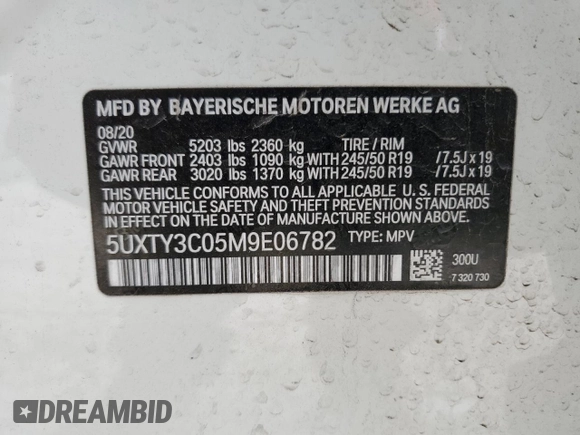 MFD BY BAYERISCHE MOTOREN WERKE AG
08/20
GVWR 5203 lbs 2360 kg TIRE / RIM
GAWR FRONT 2403 lbs 1090 kg WITH 245/50 R19 /7.5J x 19
GAWR REAR 3020 lbs 1370 kg WITH 245/50 R19 /7.5J x 19
THIS VEHICLE CONFORMS TO ALL APPLICABLE U. S. FEDERAL
MOTOR VEHICLE SAFETY AND THEFT PREVENTION STANDARDS
IN EFFECT ON THE DATE OF MANUFACTURE SHOWN ABOVE.
5UXTY3C05M9E06782 TYPE: MPV
300U
7 320 730
DREAMBID